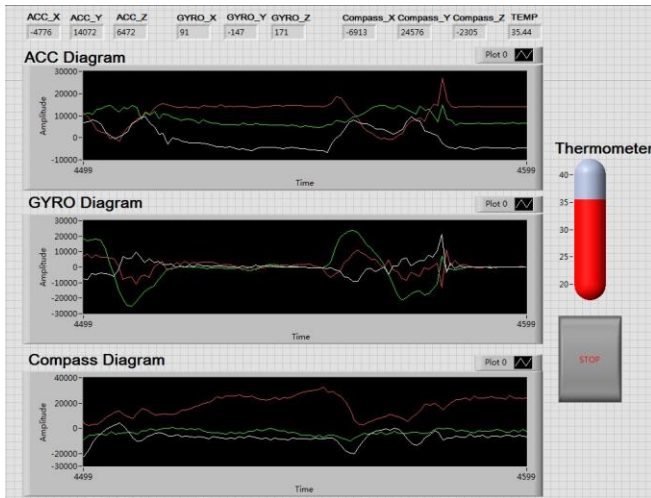 ACC_X ACC_Y ACC_Z GYRO_X GYRO_Y GYRO_Z Compass_X Compass_Y Compass_Z TEMP
-4776 14072 6472 91 -147 171 -6913 24576 -2305 35.44
ACC Diagram Plot 0
30000
20000
10000
0
-10000
Amplitude
4499 4599
Time
Thermometer
40
35
30
25
20
GYRO Diagram Plot 0
30000
20000
10000
0
-10000
-20000
-30000
Amplitude
4499 4599
Time
STOP
Compass Diagram Plot 0
40000
20000
0
-20000
-30000
Amplitude
4499 4599
Time